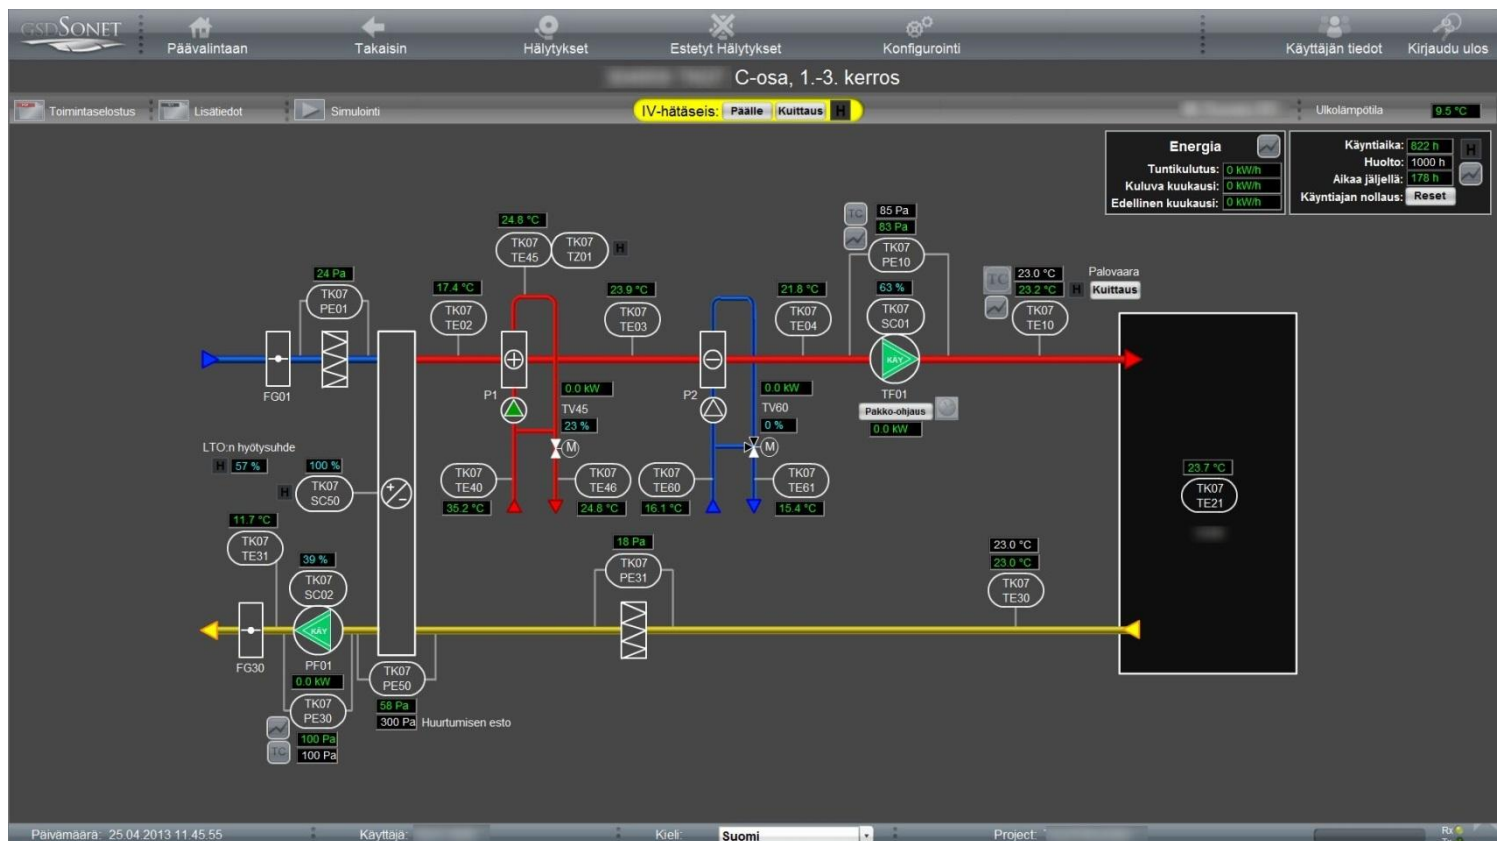 GSDSONET
Päävalintaan
Takaisin
Hälytykset
Estetyt Hälytykset
Konfigurointi
Käyttäjän tiedot
Kirjaudu ulos
C-osa, 1.-3. kerros
Toimintaselostus
Lisätiedot
Simulointi
IV-hätäseis: Päälle Kuittaus H
Ulkolämpötila 9.5 °C
Energia
Tuntikulutus: 0 kW/h
Kuluva kuukausi: 0 kW/h
Edellinen kuukausi: 0 kW/h
Käyntiaika: 822 h H
Huolto: 1000 h
Aikaa jäljellä: 178 h
Käyntiajan nollaus: Reset
24 Pa
TK07
PE01
FG01
17.4 °C
TK07
TE02
24.8 °C
TK07
TE45
TK07
TZ01
H
P1
0.0 kW
TV45
23 %
M
TK07
TE40
35.2 °C
TK07
TE46
24.8 °C
23.9 °C
TK07
TE03
P2
0.0 kW
TV60
0 %
M
TK07
TE60
16.1 °C
TK07
TE61
15.4 °C
21.8 °C
TK07
TE04
TC
85 Pa
83 Pa
TK07
PE10
63 %
TK07
SC01
KÄY
TF01
Pakko-ohjaus
0.0 kW
TC
23.0 °C
23.2 °C
H
TK07
TE10
Palovaara
Kuittaus
23.7 °C
TK07
TE21
LTO:n hyötysuhde
H 57 %
100 %
H
TK07
SC50
11.7 °C
TK07
TE31
39 %
TK07
SC02
KÄY
FG30
PF01
0.0 kW
TK07
PE30
100 Pa
TC
100 Pa
TK07
PE50
58 Pa
300 Pa Huurtumisen esto
18 Pa
TK07
PE31
23.0 °C
23.0 °C
TK07
TE30
Päivämäärä: 25.04.2013 11.45.55
Käyttäjä:
Kieli: Suomi
Project:
Rx
Tx